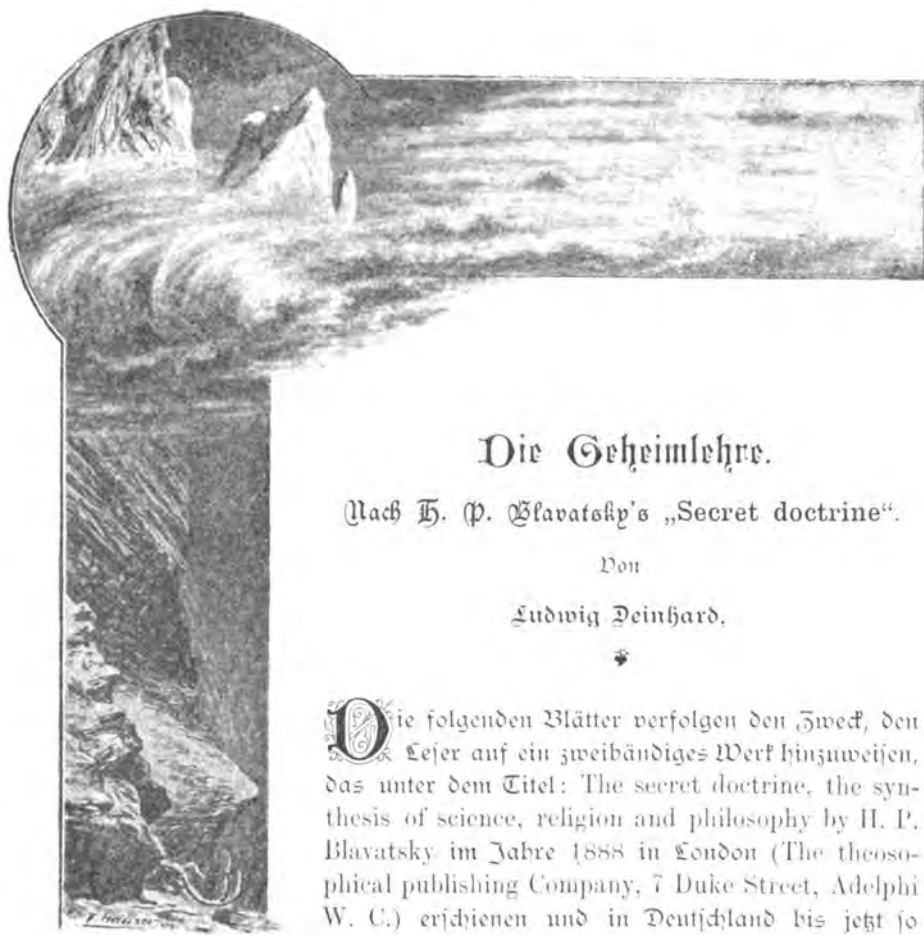 Die Geheimlehre.
Nach H. P. Blavatsky's „Secret doctrine“.
Von
Ludwig Deinhard.
Die folgenden Blätter verfolgen den Zweck, den
Leser auf ein zweibändiges Werk hinzuweisen,
das unter dem Titel: The secret doctrine, the syn-
thesis of science, religion and philosophy by H. P.
Blavatsky im Jahre 1888 in London (The theoso-
phical publishing Company, 7 Duke Street, Adelphi
W. C.) erschienen und in Deutschland bis jetzt so